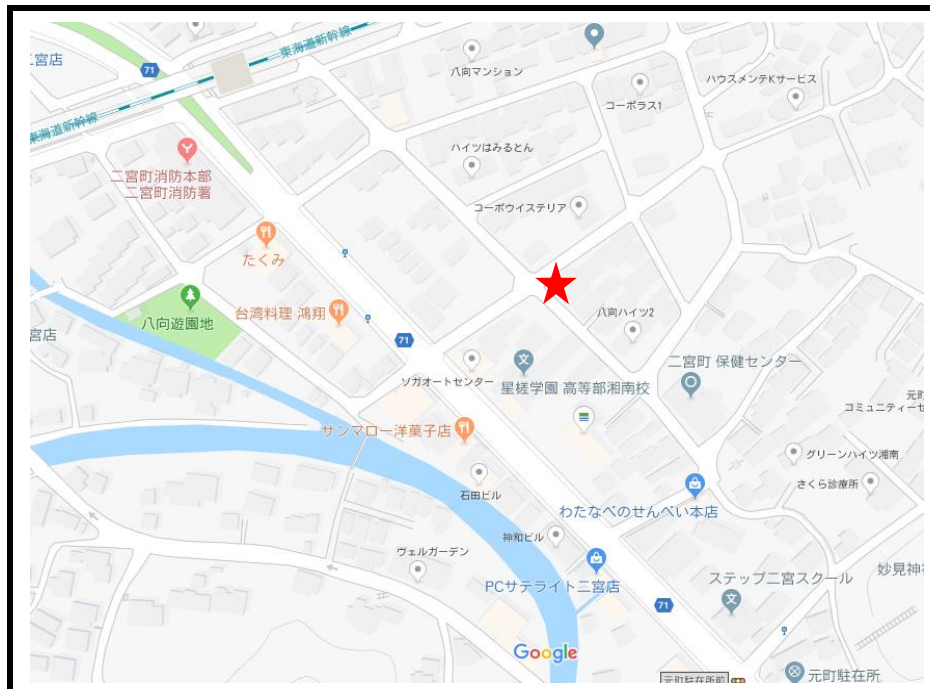 東海道新幹線
二宮店
71
八向マンション
ハウスメンテKサービス
コーポラス1
東海道新幹線
ハイツはみるとん
二宮町消防本部
二宮町消防署
コーポウイステリア
たくみ
八向遊園地
台湾料理 鴻翔
八向ハイツ2
宮店
71
二宮町 保健センター
ソガオートセンター
星槎学園 高等部湘南校
元町
コミュニティーセ
サンマロー洋菓子店
グリーンハイツ湘南
さくら診療所
石田ビル
わたなべのせんべい本店
神和ビル
ヴェルガーデン
PCサテライト二宮店
ステップ二宮スクール
妙見神社
71
Google
元町駐在所
元町駐在所前